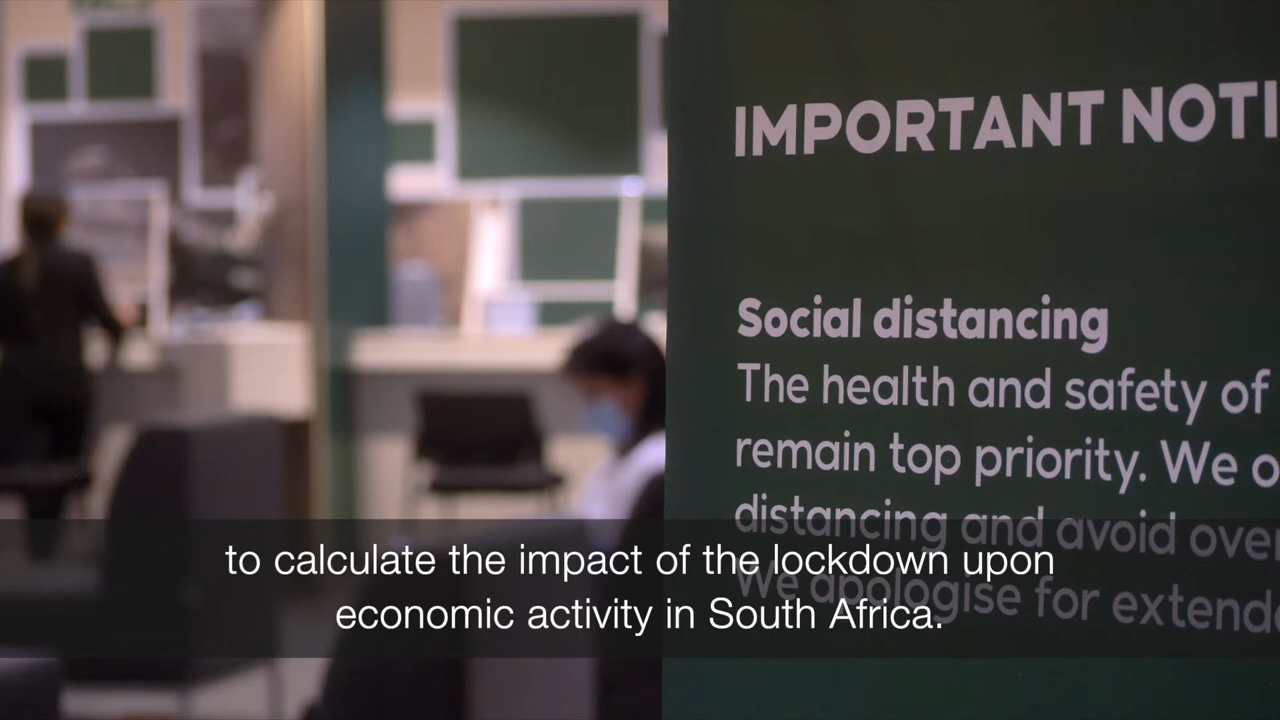 IMPORTANT NOTI
Social distancing
The health and safety of
remain top priority. We o
distancing and avoid over
We apologise for extend
to calculate the impact of the lockdown upon
economic activity in South Africa.